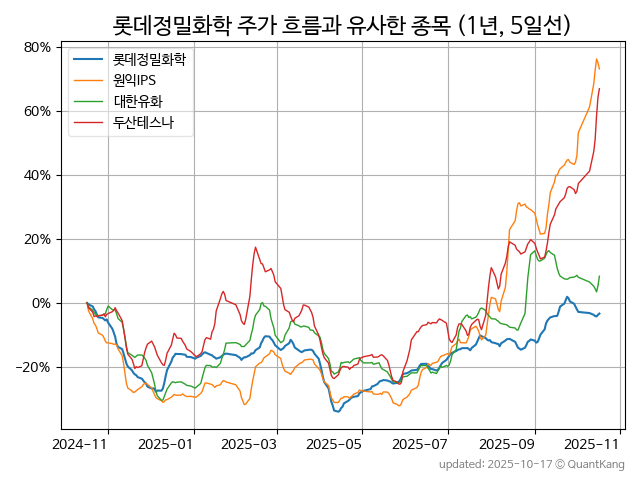 롯데정밀화학 주가 흐름과 유사한 종목 (1년, 5일선)
80%
60%
40%
20%
0%
−20%
롯데정밀화학
원익IPS
대한유화
두산테스나
2024−11
2025−01
2025−03
2025−05
2025−07
2025−09
2025−11
updated: 2025-10-17 © QuantKang